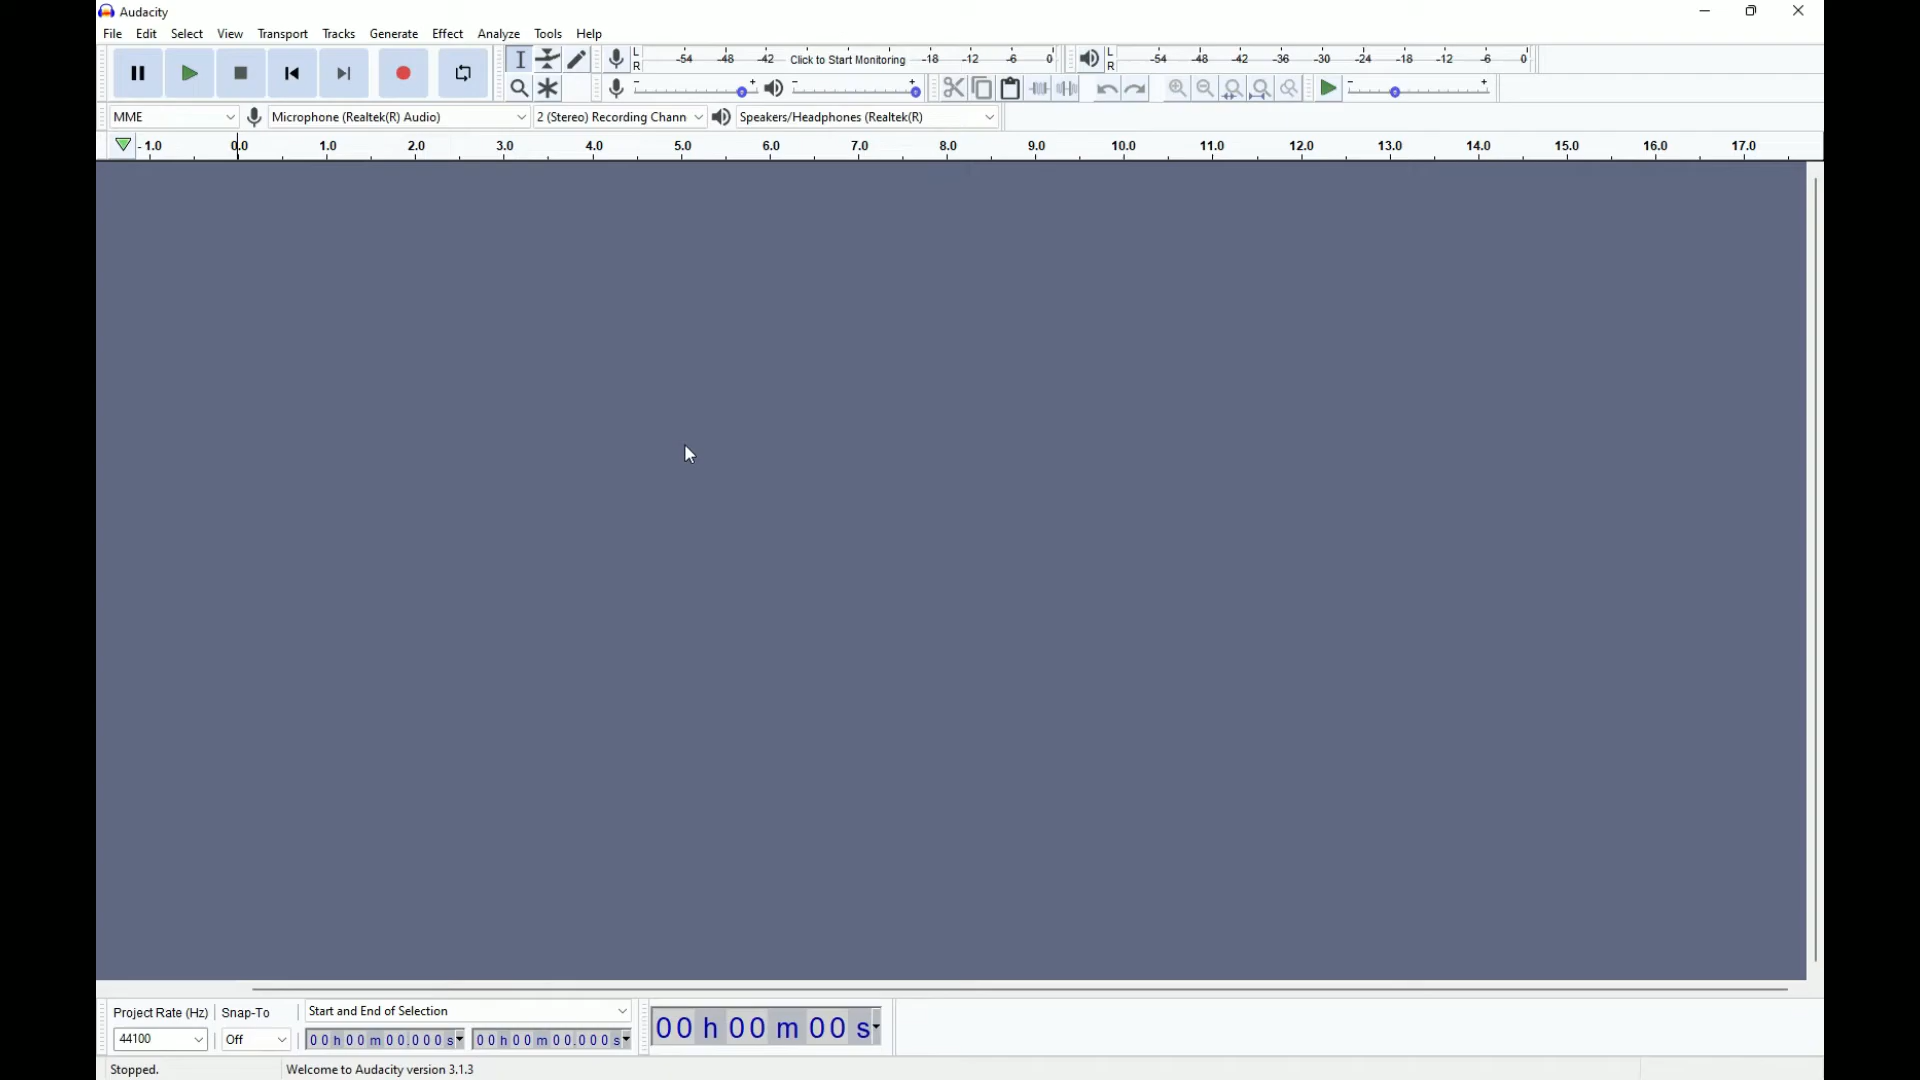 Audacity
File Edit Select View Transport Tracks Generate Effect Analyze Tools Help
L R -54 -48 -42 Click to Start Monitoring -18 -12 -6 0 L R -54 -48 -42 -36 -30 -24 -18 -12 -6 0
- + - + - +
MME Microphone (Realtek(R) Audio) 2 (Stereo) Recording Chann Speakers/Headphones (Realtek(R)
-1.0 0.0 1.0 2.0 3.0 4.0 5.0 6.0 7.0 8.0 9.0 10.0 11.0 12.0 13.0 14.0 15.0 16.0 17.0
Project Rate (Hz) Snap-To Start and End of Selection
44100 Off 00 h 00 m 00.000 s 00 h 00 m 00.000 s 00 h 00 m 00 s
Stopped. Welcome to Audacity version 3.1.3